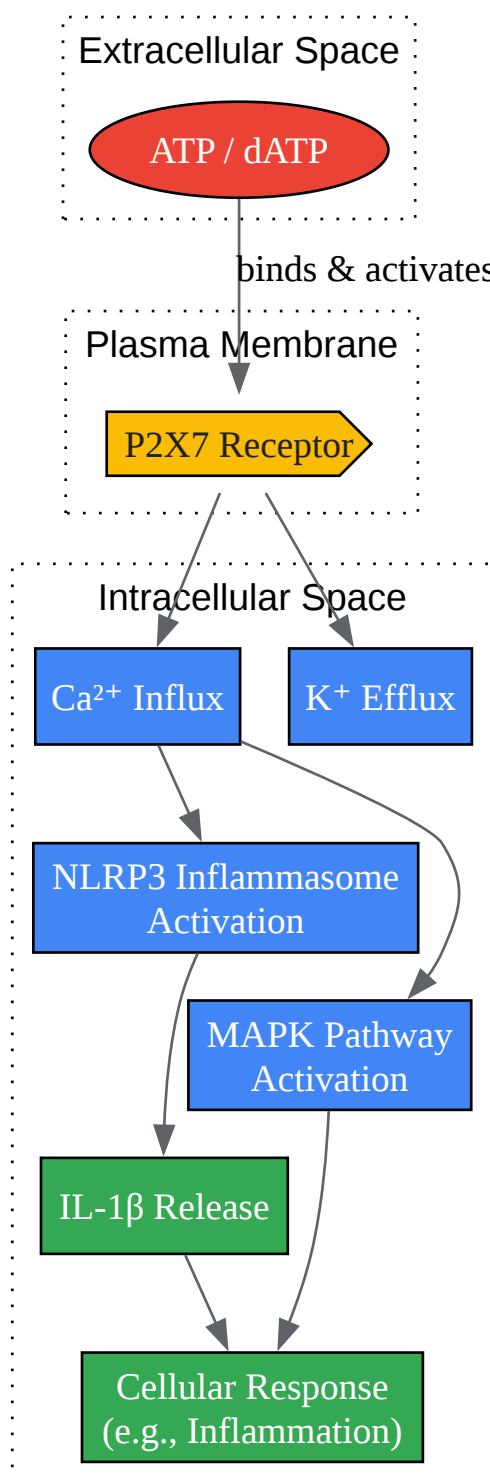 Extracellular Space
ATP / dATP
binds & activates
Plasma Membrane
P2X7 Receptor
Intracellular Space
Ca²⁺ Influx
K⁺ Efflux
NLRP3 Inflammasome
Activation
MAPK Pathway
Activation
IL-1β Release
Cellular Response
(e.g., Inflammation)